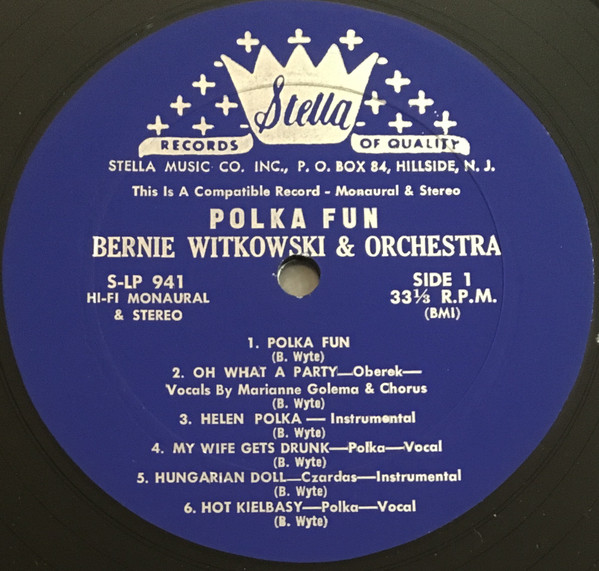 Stella
RECORDS OF QUALITY
STELLA MUSIC CO. INC., P. O. BOX 84, HILLSIDE, N. J.
This Is A Compatible Record - Monaural & Stereo
POLKA FUN
BERNIE WITKOWSKI & ORCHESTRA
S-LP 941
HI-FI MONAURAL
& STEREO
SIDE 1
33⅓ R.P.M.
(BMI)
1. POLKA FUN
(B. Wyte)
2. OH WHAT A PARTY—Oberek—
Vocals By Marianne Golema & Chorus
(B. Wyte)
3. HELEN POLKA — Instrumental
(B. Wyte)
4. MY WIFE GETS DRUNK—Polka—Vocal
(B. Wyte)
5. HUNGARIAN DOLL—Czardas—Instrumental
(B. Wyte)
6. HOT KIELBASY—Polka—Vocal
(B. Wyte)